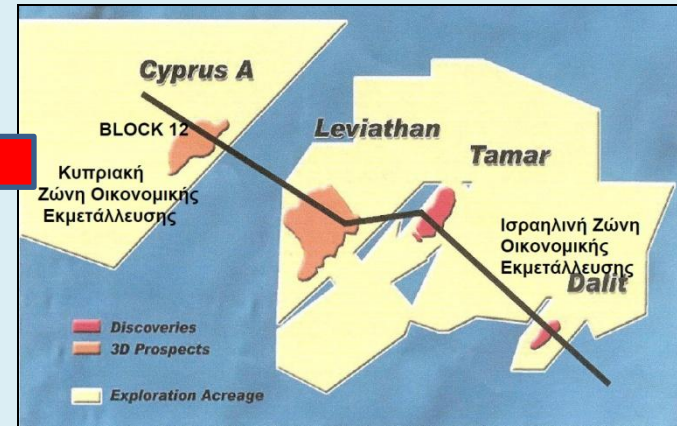 Cyprus A
BLOCK 12
Leviathan
Tamar
Κυπριακή
Ζώνη Οικονομικής
Εκμετάλλευσης
Ισραηλινή Ζώνη
Οικονομικής
Εκμετάλλευσης
Dalit
Discoveries
3D Prospects
Exploration Acreage